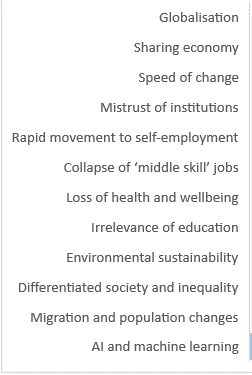 Globalisation
Sharing economy
Speed of change
Mistrust of institutions
Rapid movement to self-employment
Collapse of ‘middle skill’ jobs
Loss of health and wellbeing
Irrelevance of education
Environmental sustainability
Differentiated society and inequality
Migration and population changes
AI and machine learning